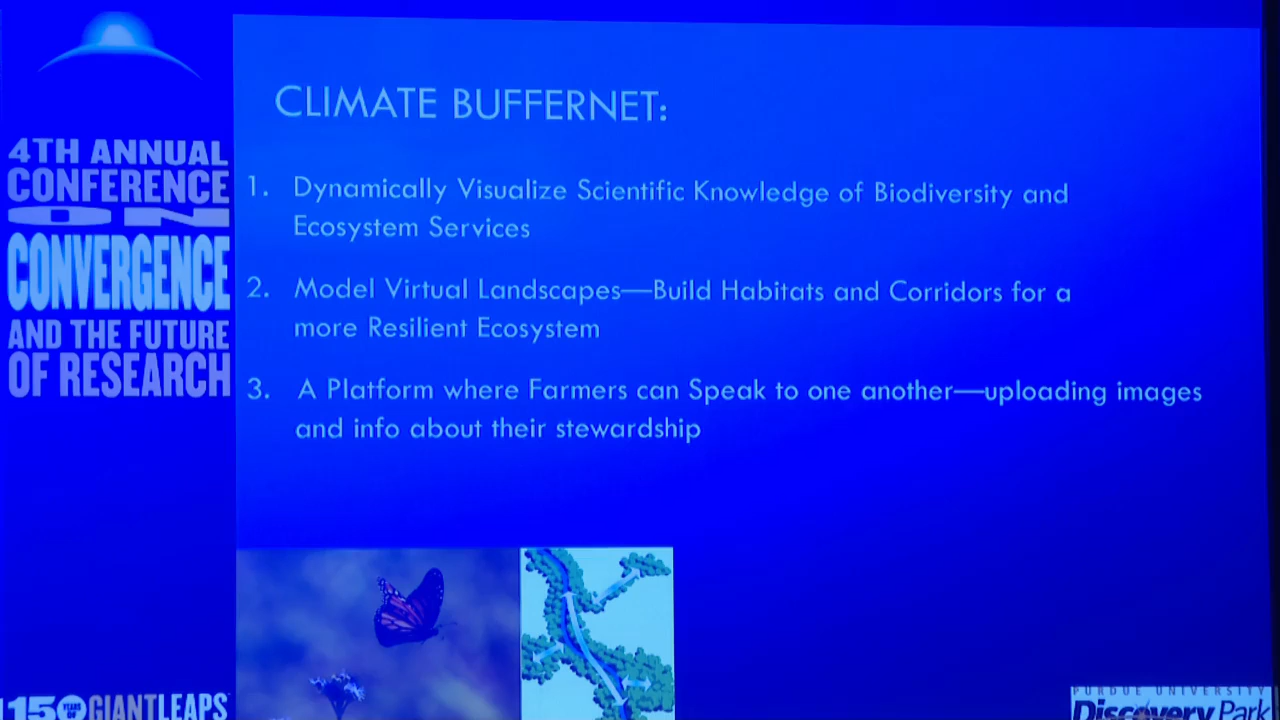 4TH ANNUAL
CONFERENCE
ON
CONVERGENCE
AND THE FUTURE
OF RESEARCH
CLIMATE BUFFERNET:
1. Dynamically Visualize Scientific Knowledge of Biodiversity and
Ecosystem Services
2. Model Virtual Landscapes—Build Habitats and Corridors for a
more Resilient Ecosystem
3. A Platform where Farmers can Speak to one another—uploading images
and info about their stewardship
150 YEARS OF GIANT LEAPS
PURDUE UNIVERSITY
Discovery Park